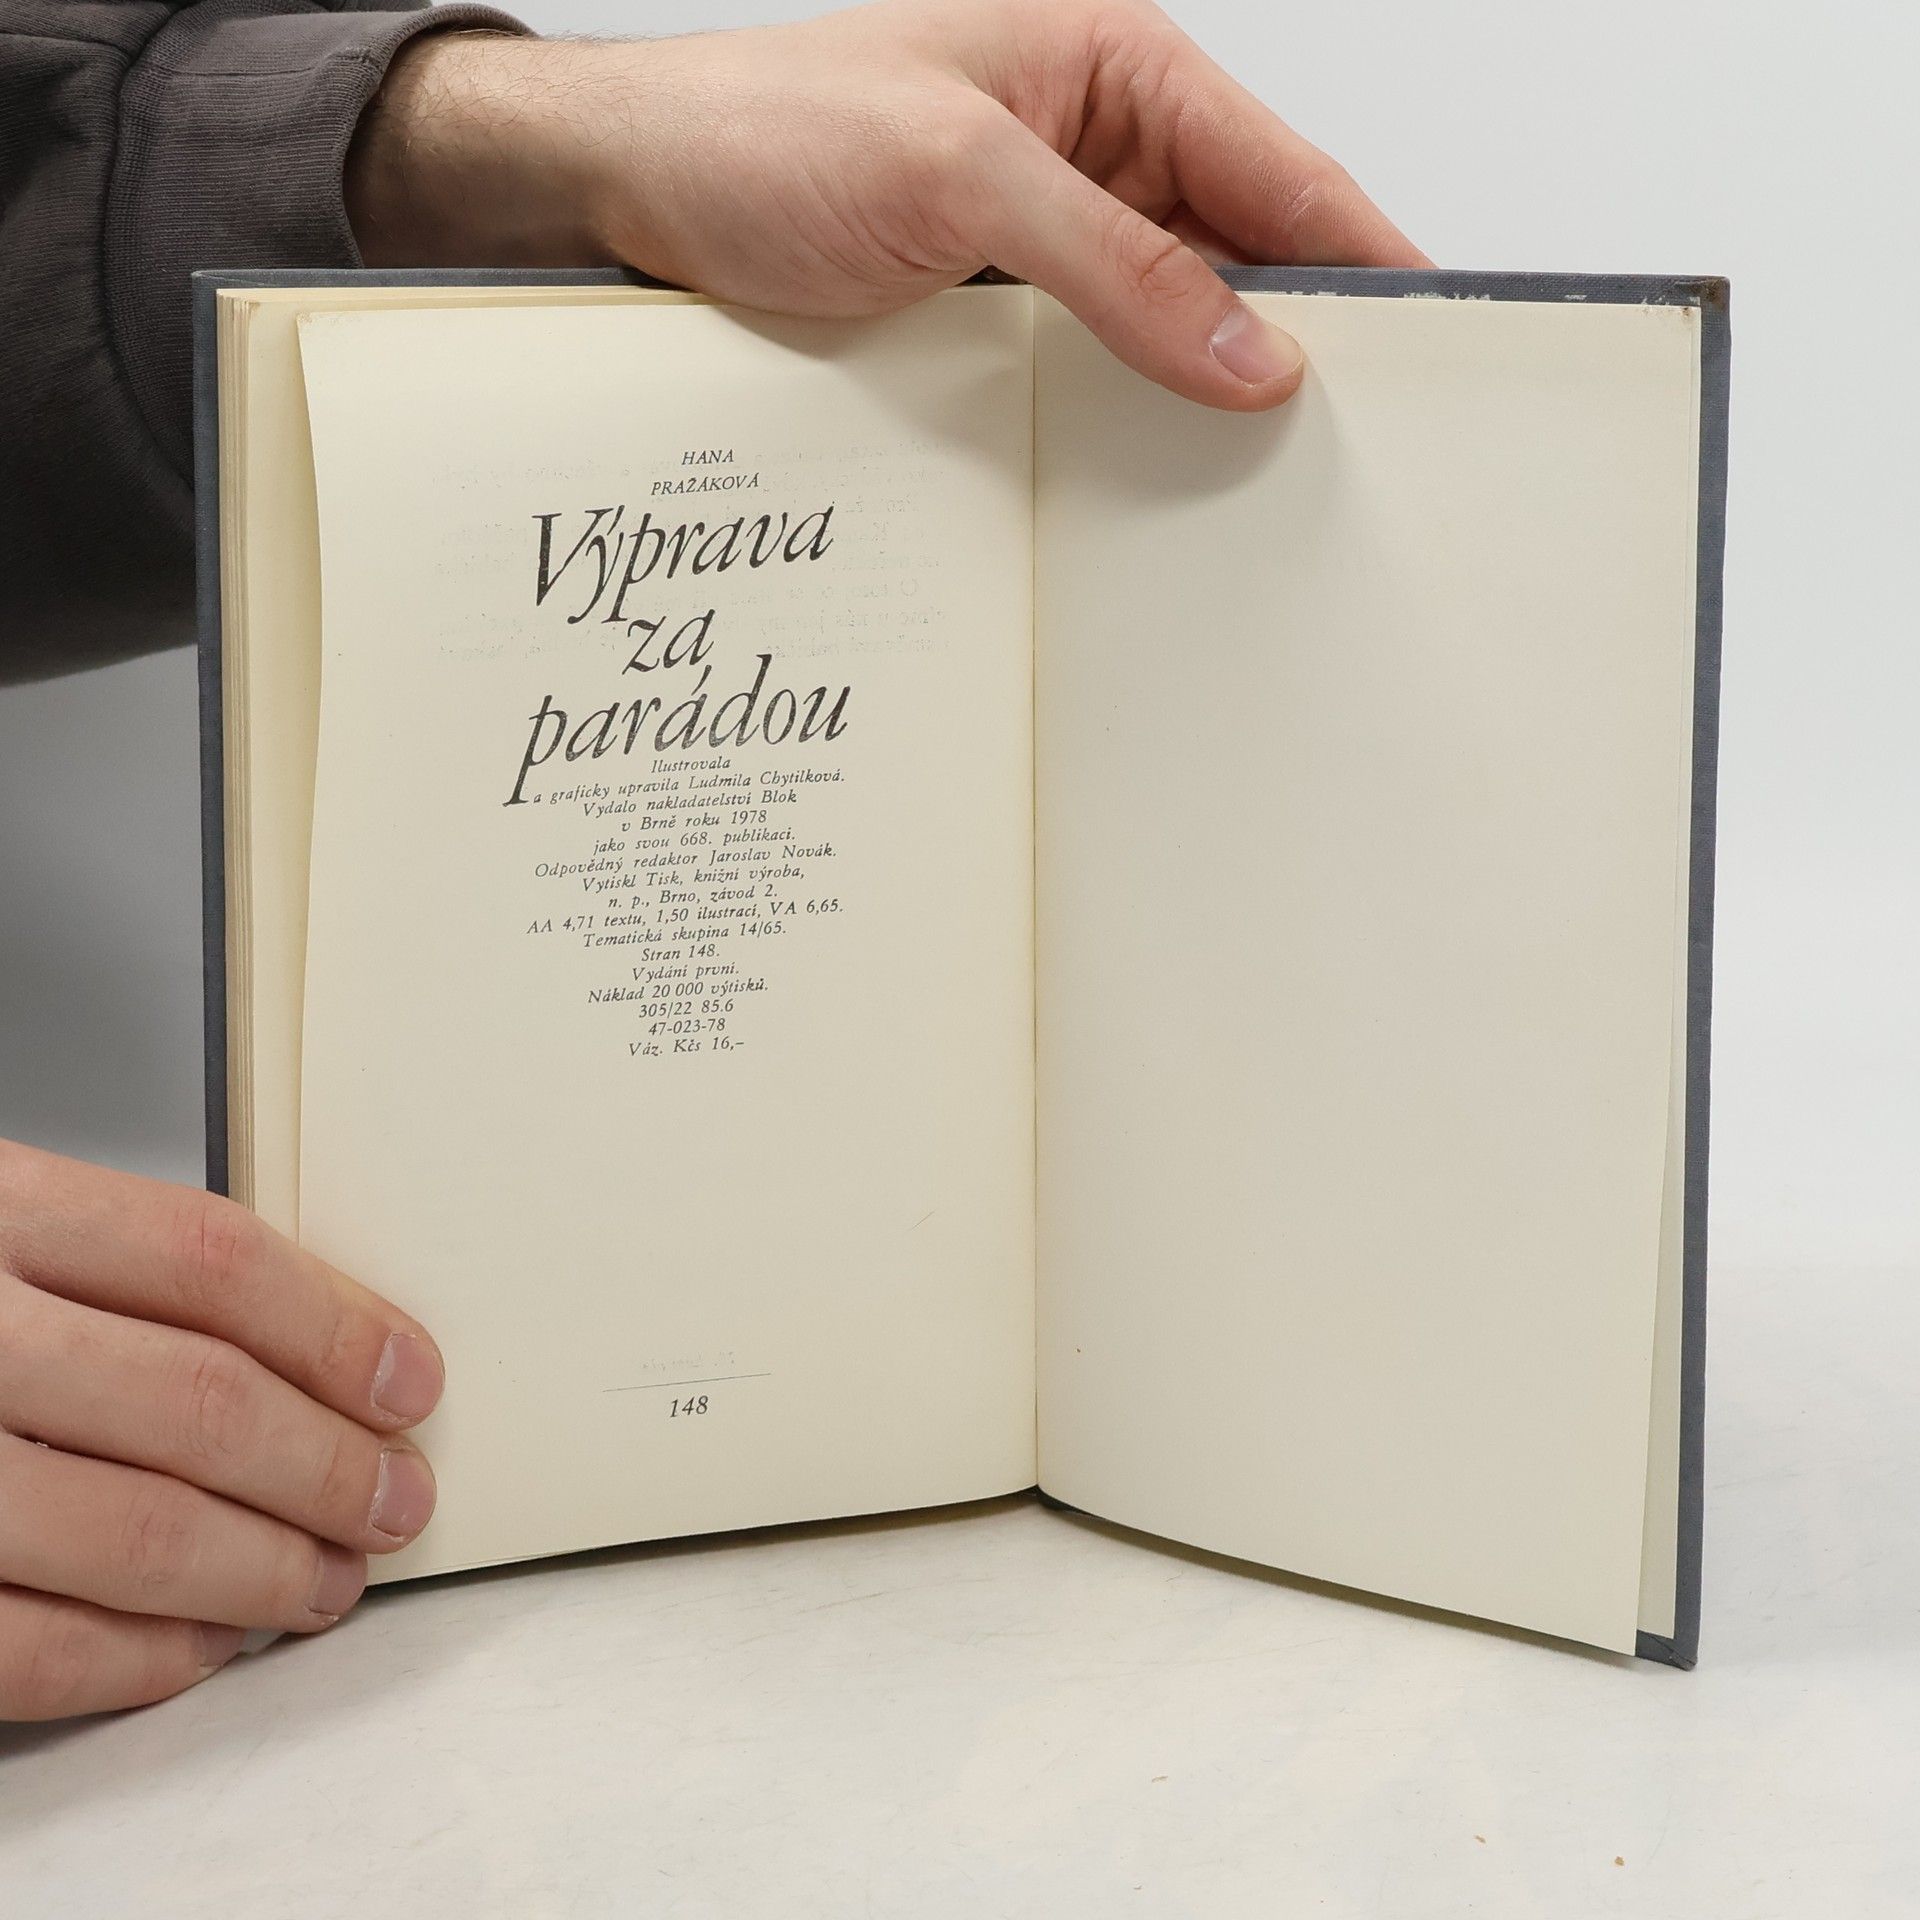 HANA
PRAŽÁKOVÁ
Výprava
za
parádou
Ilustrovala
a graficky upravila Ludmila Chytilková.
Vydalo nakladatelství Blok
v Brně roku 1978
jako svou 668. publikaci.
Odpovědný redaktor Jaroslav Novák.
Vytiskl Tisk, knižní výroba,
n. p., Brno, závod 2.
AA 4,71 textu, 1,50 ilustrací, VA 6,65.
Tematická skupina 14/65.
Stran 148.
Vydání první.
Náklad 20 000 výtisků.
305/22 85.6
47-023-78
Váz. Kčs 16,–
148